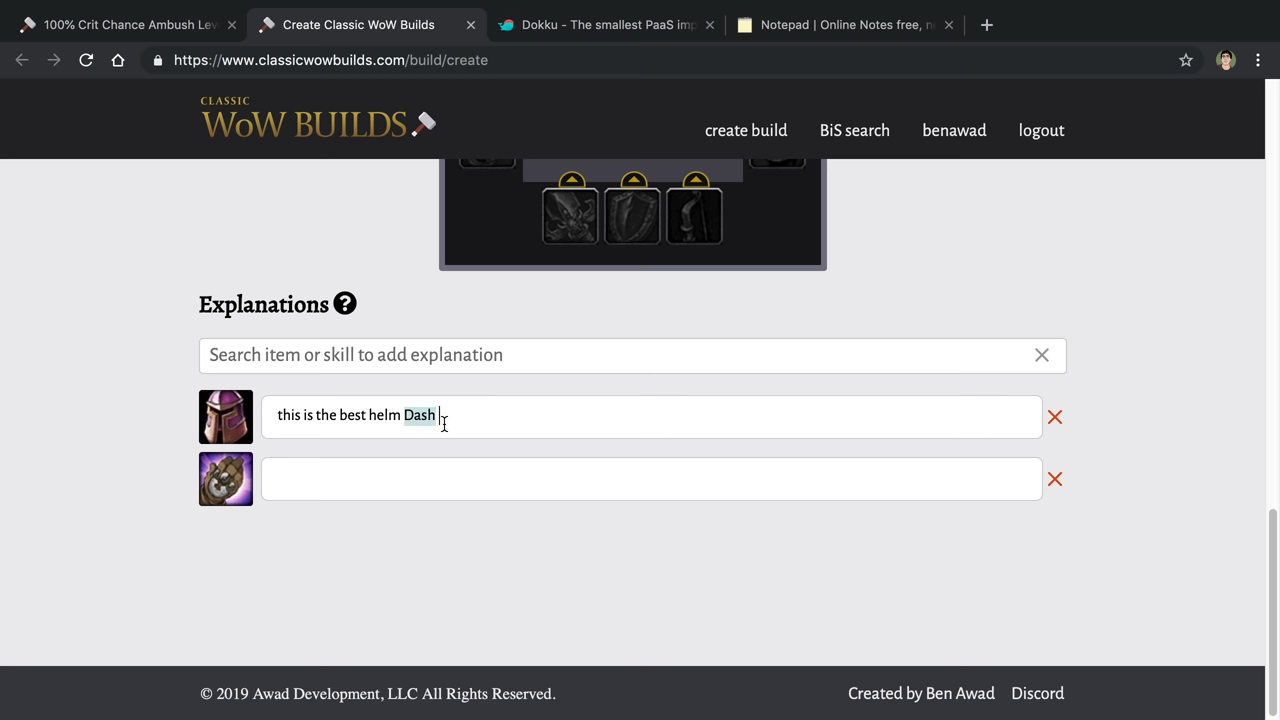 100% Crit Chance Ambush Lev
Create Classic WoW Builds
Dokku - The smallest PaaS imp
Notepad | Online Notes free, n
https://www.classicwowbuilds.com/build/create
CLASSIC
WoW BUILDS
create build
BiS search
benawad
logout
Explanations
Search item or skill to add explanation
this is the best helm Dash
© 2019 Awad Development, LLC All Rights Reserved.
Created by Ben Awad
Discord